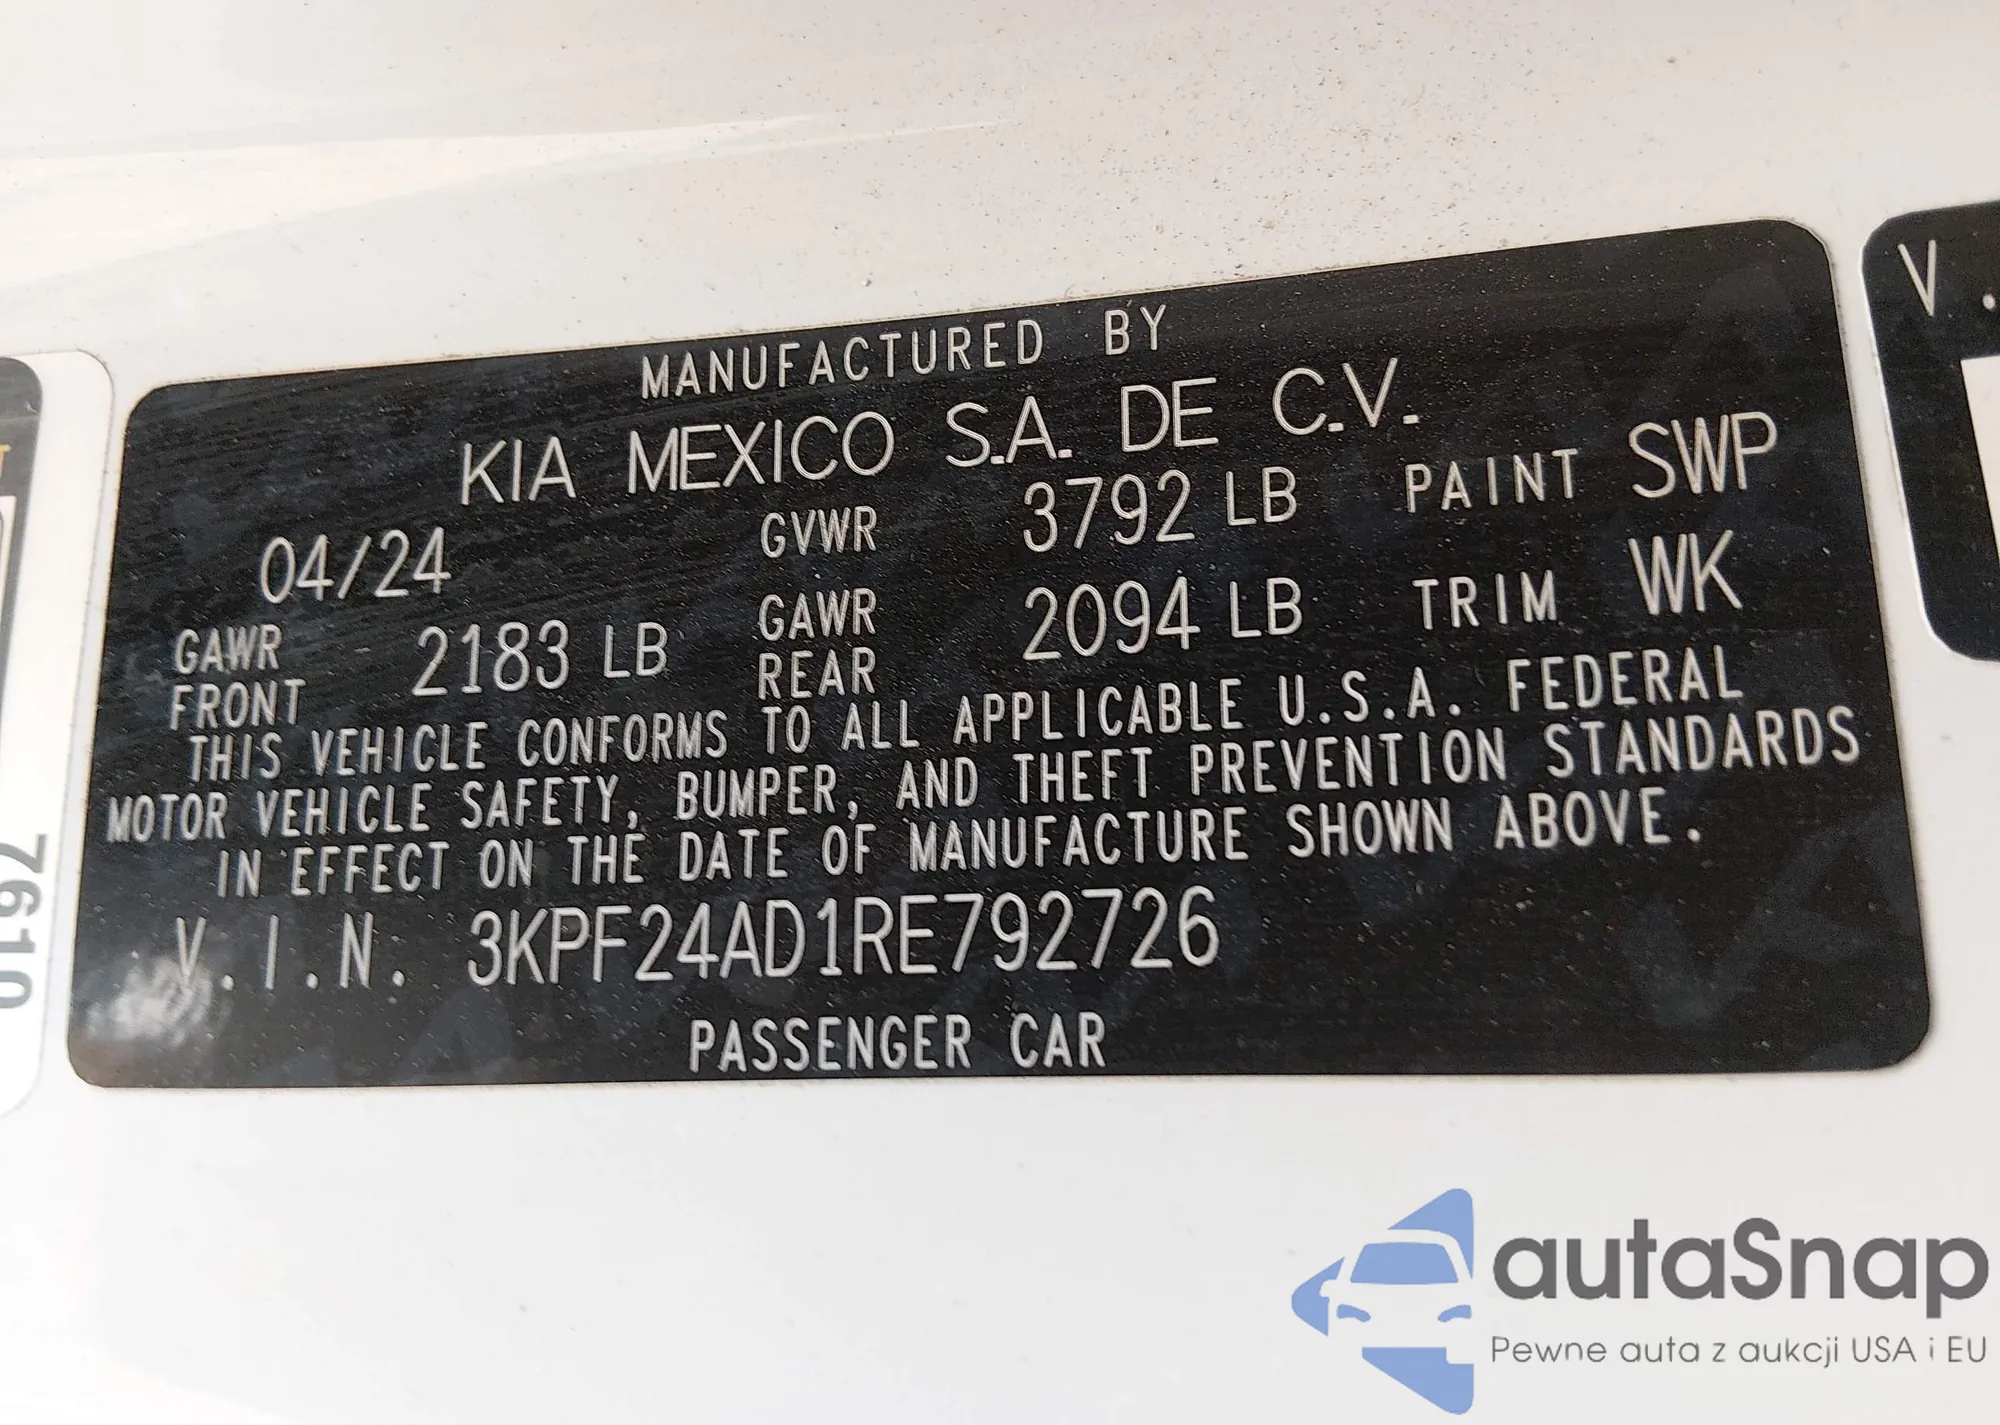 MANUFACTURED BY
KIA MEXICO S.A. DE C.V.
04/24 GVWR 3792 LB PAINT SWP
GAWR FRONT 2183 LB GAWR REAR 2094 LB TRIM WK
THIS VEHICLE CONFORMS TO ALL APPLICABLE U.S.A. FEDERAL
MOTOR VEHICLE SAFETY, BUMPER, AND THEFT PREVENTION STANDARDS
IN EFFECT ON THE DATE OF MANUFACTURE SHOWN ABOVE.
V.I.N. 3KPF24AD1RE792726
PASSENGER CAR
V.
7610
autaSnap
Pewne auta z aukcji USA i EU